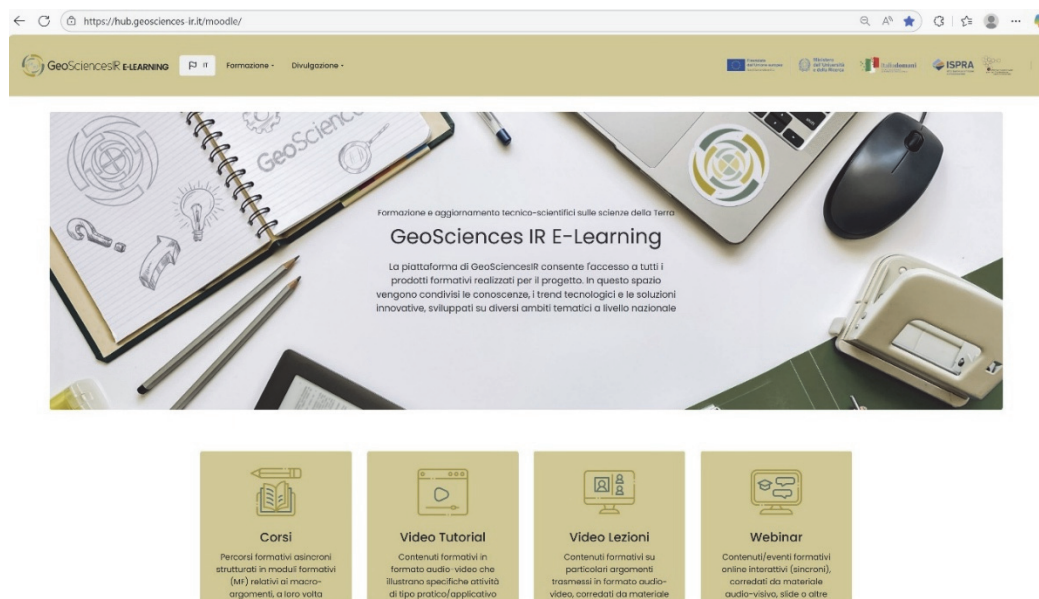 https://hub.geosciences-ir.it/moodle/
GeoSciencesIR E-LEARNING
IT
Formazione
Divulgazione
Italiadomani
ISPRA
GeoScience
Formazione e aggiornamento tecnico-scientifici sulle scienze della Terra
GeoSciences IR E-Learning
La piattaforma di GeoSciencesIR consente l'accesso a tutti i
prodotti formativi realizzati per il progetto. In questo spazio
vengono condivisi le conoscenze, i trend tecnologici e le soluzioni
innovative, sviluppati su diversi ambiti tematici a livello nazionale
Corsi
Percorsi formativi asincroni
strutturati in moduli formativi
(MF) relativi ai macro-
argomenti, a loro volta
Video Tutorial
Contenuti formativi in
formato audio-video che
illustrano specifiche attività
di tipo pratico/applicativo
Video Lezioni
Contenuti formativi su
particolari argomenti
trasmessi in formato audio-
video, corredati da materiale
Webinar
Contenuti/eventi formativi
online interattivi (sincroni),
corredati da materiale
audio-visivo, slide o altre